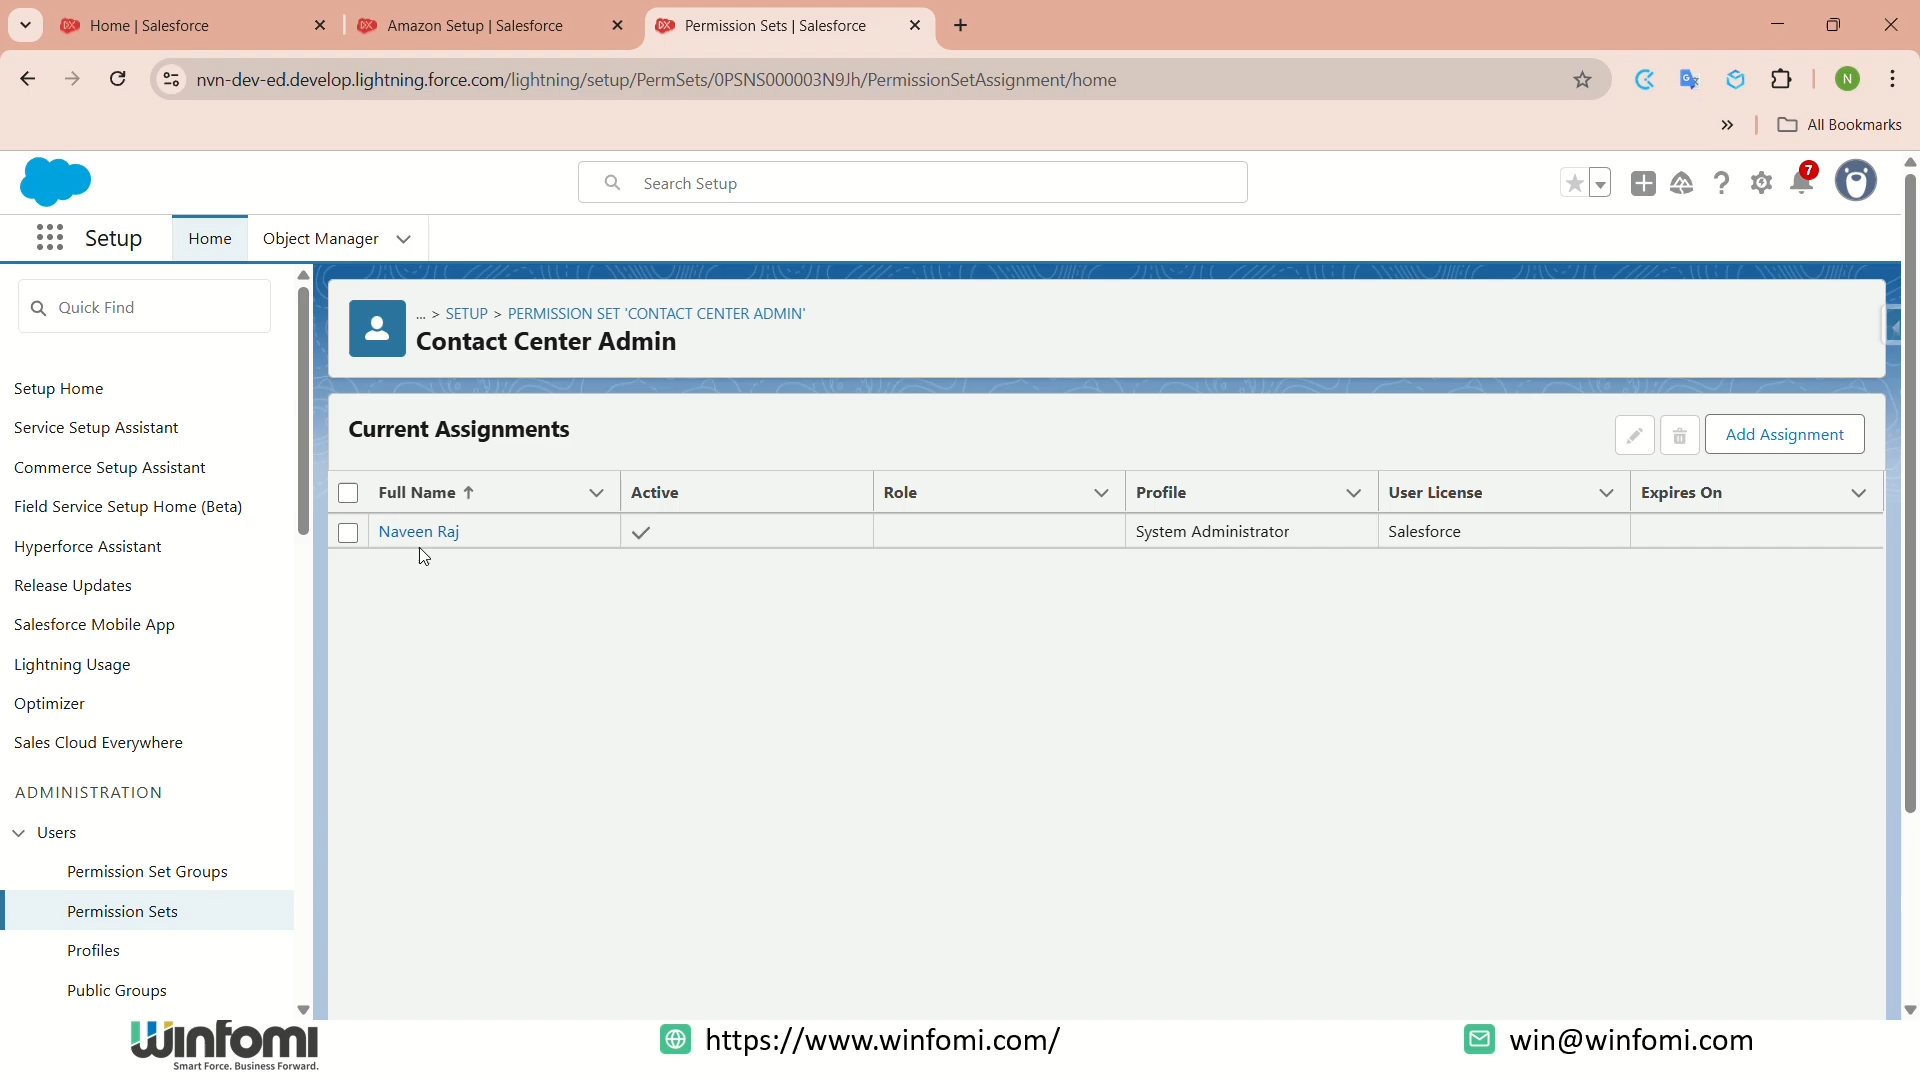 Home | Salesforce
Amazon Setup | Salesforce
Permission Sets | Salesforce
nvn-dev-ed.develop.lightning.force.com/lightning/setup/PermSets/0PSNS000003N9Jh/PermissionSetAssignment/home
N
All Bookmarks
Search Setup
7
Setup
Home
Object Manager
Quick Find
... > SETUP > PERMISSION SET 'CONTACT CENTER ADMIN'
Contact Center Admin
Setup Home
Service Setup Assistant
Commerce Setup Assistant
Field Service Setup Home (Beta)
Hyperforce Assistant
Release Updates
Salesforce Mobile App
Lightning Usage
Optimizer
Sales Cloud Everywhere
ADMINISTRATION
Users
Permission Set Groups
Permission Sets
Profiles
Public Groups
Current Assignments
Add Assignment
Full Name Active Role Profile User License Expires On
Naveen Raj System Administrator Salesforce
Winfomi
Smart Force. Business Forward.
https://www.winfomi.com/
win@winfomi.com